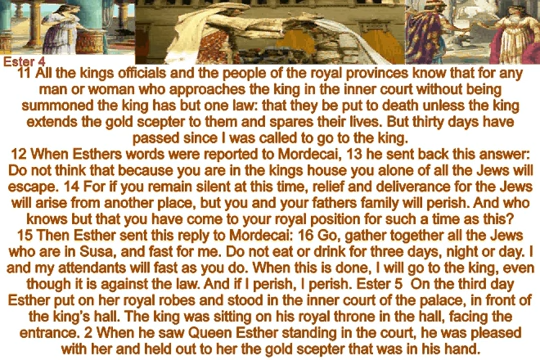 Ester 4
11 All the kings officials and the people of the royal provinces know that for any
man or woman who approaches the king in the inner court without being
summoned the king has but one law: that they be put to death unless the king
extends the gold scepter to them and spares their lives. But thirty days have
passed since I was called to go to the king.
12 When Esthers words were reported to Mordecai, 13 he sent back this answer:
Do not think that because you are in the kings house you alone of all the Jews will
escape. 14 For if you remain silent at this time, relief and deliverance for the Jews
will arise from another place, but you and your fathers family will perish. And who
knows but that you have come to your royal position for such a time as this?
15 Then Esther sent this reply to Mordecai: 16 Go, gather together all the Jews
who are in Susa, and fast for me. Do not eat or drink for three days, night or day. I
and my attendants will fast as you do. When this is done, I will go to the king, even
though it is against the law. And if I perish, I perish. Ester 5 On the third day
Esther put on her royal robes and stood in the inner court of the palace, in front of
the king's hall. The king was sitting on his royal throne in the hall, facing the
entrance. 2 When he saw Queen Esther standing in the court, he was pleased
with her and held out to her the gold scepter that was in his hand.